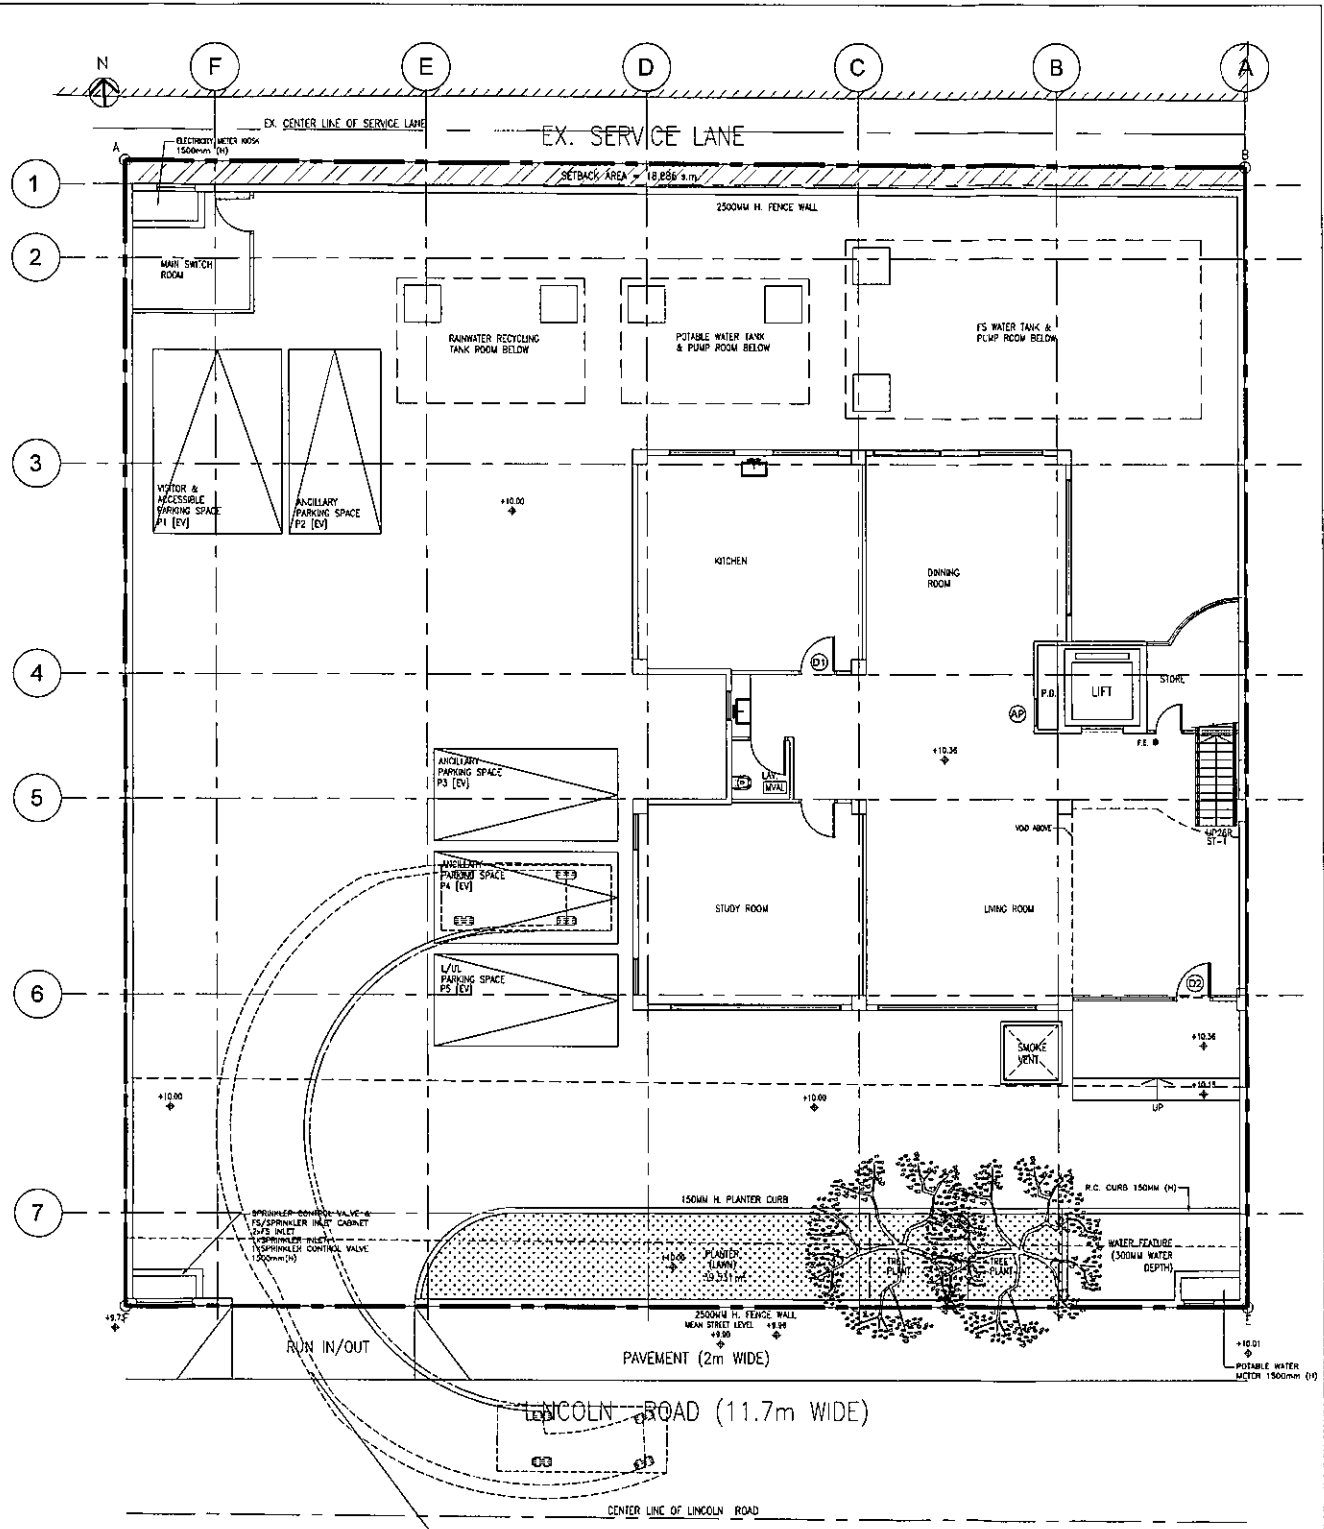 N
F
E
D
C
B
A
EX. CENTER LINE OF SERVICE LANE
EX. SERVICE LANE
ELECTRICITY METER KIOSK
1500mm (H)
A
B
1
2
3
4
5
6
7
2500MM H. FENCE WALL
MAIN SWITCH
ROOM
RAINWATER RECYCLING
TANK ROOM BELOW
POTABLE WATER TANK
& PUMP ROOM BELOW
FS WATER TANK &
PUMP ROOM BELOW
VISITOR &
ACCESSIBLE
PARKING SPACE
P1 [EV]
ANCILLARY
PARKING SPACE
P2 [EV]
+10.00
KITCHEN
DINNING
ROOM
D1
P.D.
LIFT
STORE
AP
F.E.
+10.36
ANCILLARY
PARKING SPACE
P3 [EV]
LAV.
MVAL
UP26R
ST-1
VOID ABOVE
ANCILLARY
PARKING SPACE
P4 [EV]
STUDY ROOM
LIVING ROOM
L/UL
PARKING SPACE
P5 [EV]
D2
SMOKE
VENT
+10.36
+10.15
UP
+10.00
+10.00
150MM H. PLANTER CURB
R.C. CURB 150MM (H)
SPRINKLER CONTROL VALVE &
FS/SPRINKLER INLET CABINET
2xFS INLET
1xSPRINKLER INLET
1xSPRINKLER CONTROL VALVE
1500mm(H)
PLANTER
(LAWN)
TREE
PLANT
TREE
PLANT
WATER FEATURE
(300MM WATER
DEPTH)
2500MM H. FENCE WALL
MEAN STREET LEVEL
+9.90
+9.96
+10.01
RUN IN/OUT
PAVEMENT (2m WIDE)
POTABLE WATER
METER 1500mm (H)
LINCOLN ROAD (11.7m WIDE)
CENTER LINE OF LINCOLN ROAD